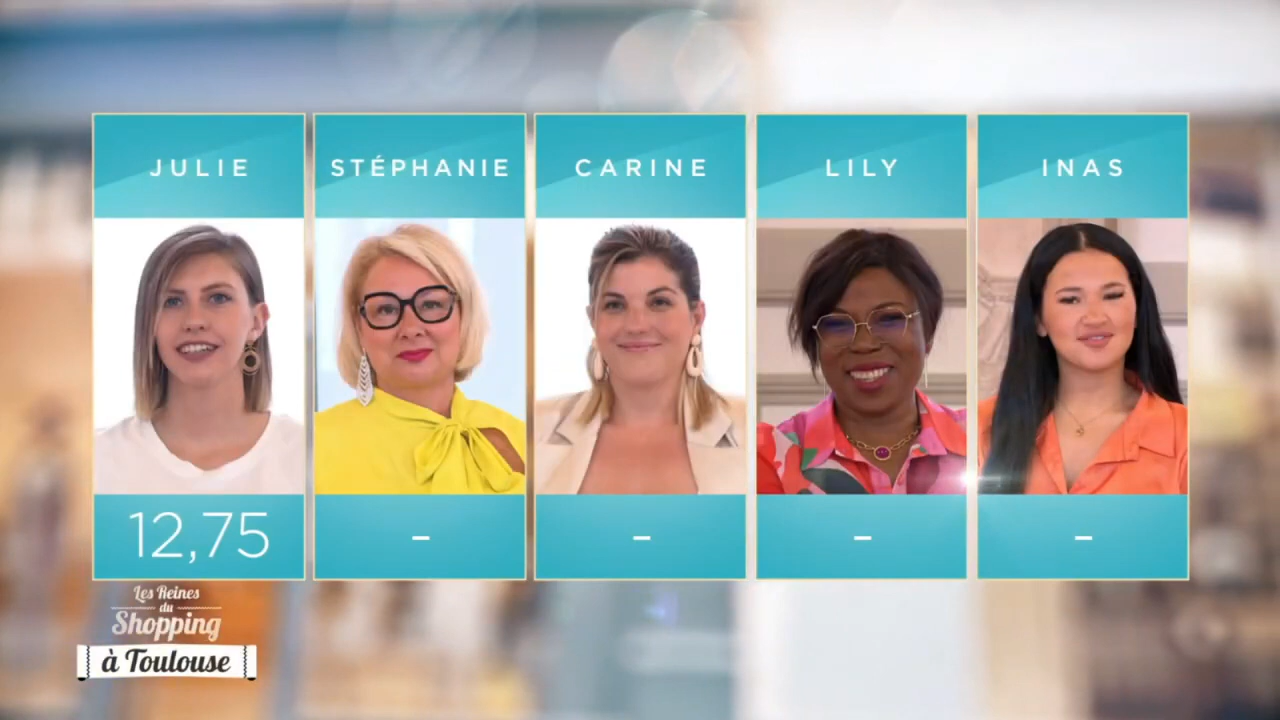 JULIE
STÉPHANIE
CARINE
LILY
INAS
12,75
–
–
–
–
Les Reines
du
Shopping
à Toulouse